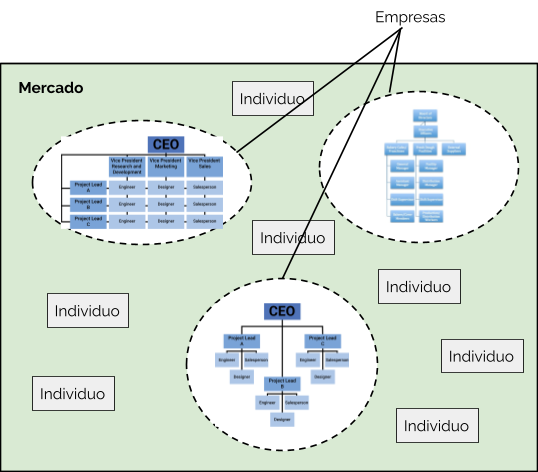 Empresas
Mercado
Individuo
CEO
Vice President
Research and
Development
Vice President
Marketing
Vice President
Sales
Project Lead
A
Engineer
Designer
Salesperson
Project Lead
B
Engineer
Designer
Salesperson
Project Lead
C
Engineer
Designer
Salesperson
Individuo
Individuo
Individuo
CEO
Project Lead
A
Project Lead
C
Engineer
Salesperson
Engineer
Salesperson
Designer
Designer
Project Lead
B
Engineer
Salesperson
Designer
Individuo
Individuo
Individuo